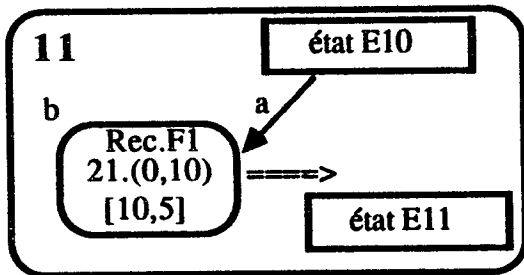 11
état E10
b
a
Rec.F1
21.(0,10)
[10,5]
====>
état E11